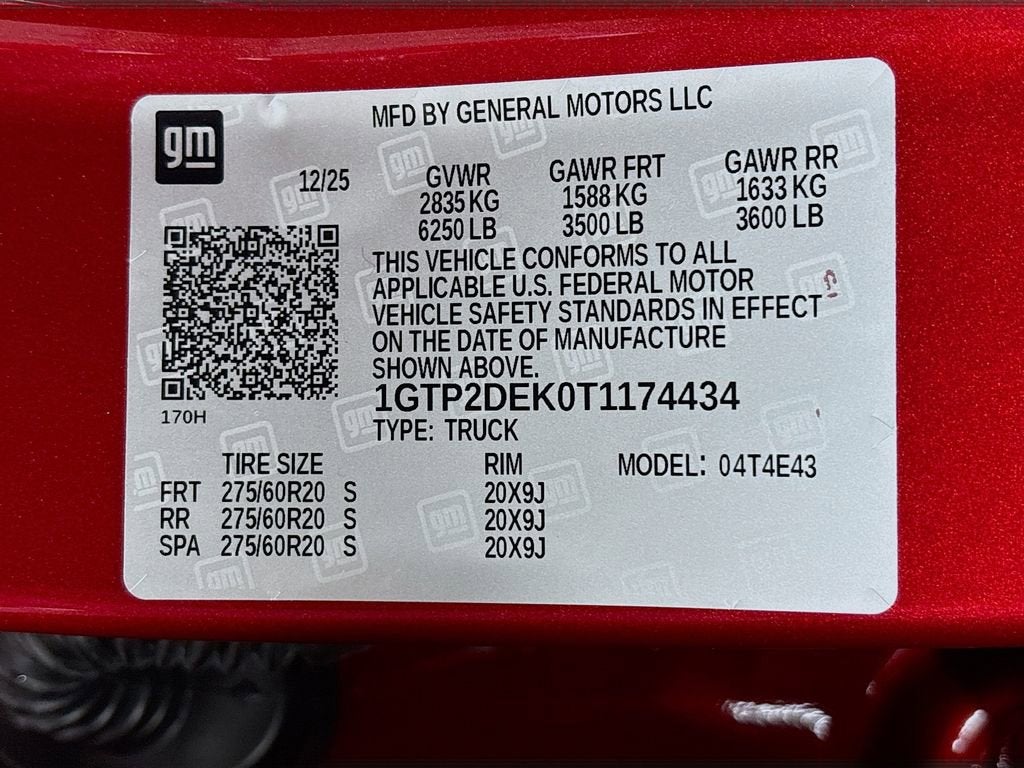 gm
MFD BY GENERAL MOTORS LLC
12/25
GVWR GAWR FRT GAWR RR
2835 KG 1588 KG 1633 KG
6250 LB 3500 LB 3600 LB
THIS VEHICLE CONFORMS TO ALL
APPLICABLE U.S. FEDERAL MOTOR
VEHICLE SAFETY STANDARDS IN EFFECT
ON THE DATE OF MANUFACTURE
SHOWN ABOVE.
1GTP2DEK0T1174434
170H
TYPE: TRUCK
TIRE SIZE RIM MODEL: 04T4E43
FRT 275/60R20 S 20X9J
RR 275/60R20 S 20X9J
SPA 275/60R20 S 20X9J